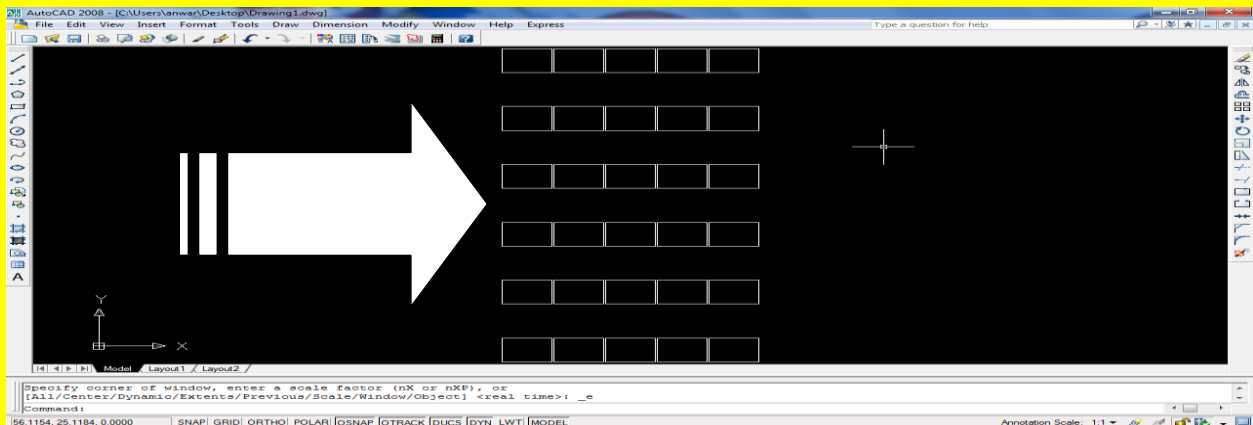 AutoCAD 2008 - [C:\Users\anwar\Desktop\Drawing1.dwg]
File Edit View Insert Format Tools Draw Dimension Modify Window Help Express Type a question for help
A
Y
X
Model Layout1 Layout2
Specify corner of window, enter a scale factor (nX or nXP), or
[All/Center/Dynamic/Extents/Previous/Scale/Window/Object] <real time>: _e
Command:
56.1154, 25.1184, 0.0000 SNAP GRID ORTHO POLAR OSNAP OTRACK DUCS DYN LWT MODEL Annotation Scale: 1:1